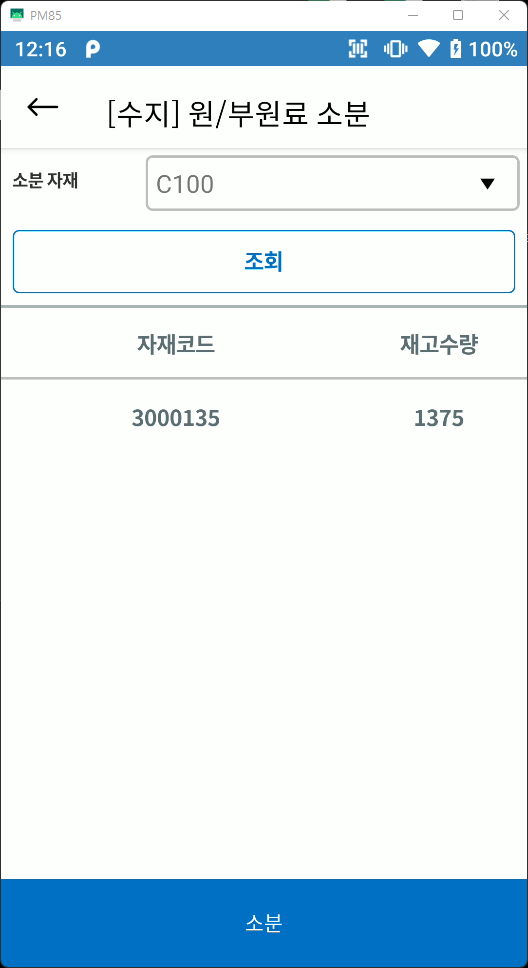 PM85
12:16 100%
[수지] 원/부원료 소분
소분 자재 C100
조회
자재코드 재고수량
3000135 1375
소분